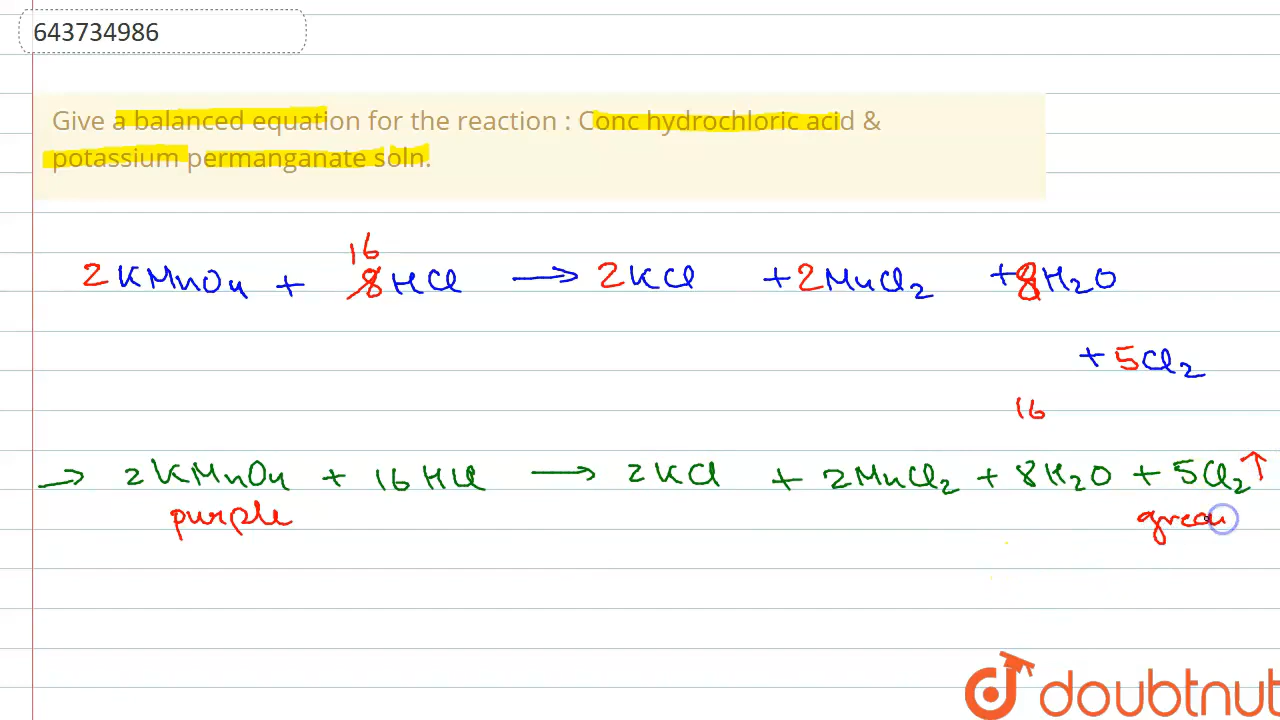 643734986
Give a balanced equation for the reaction : Conc hydrochloric acid &
potassium permanganate soln.
16
2KMnO4 + 8HCl → 2KCl + 2MnCl2 + 8H2O
+ 5Cl2
16
→ 2KMnO4 + 16HCl → 2KCl + 2MnCl2 + 8H2O + 5Cl2 ↑
purple green
doubtnut